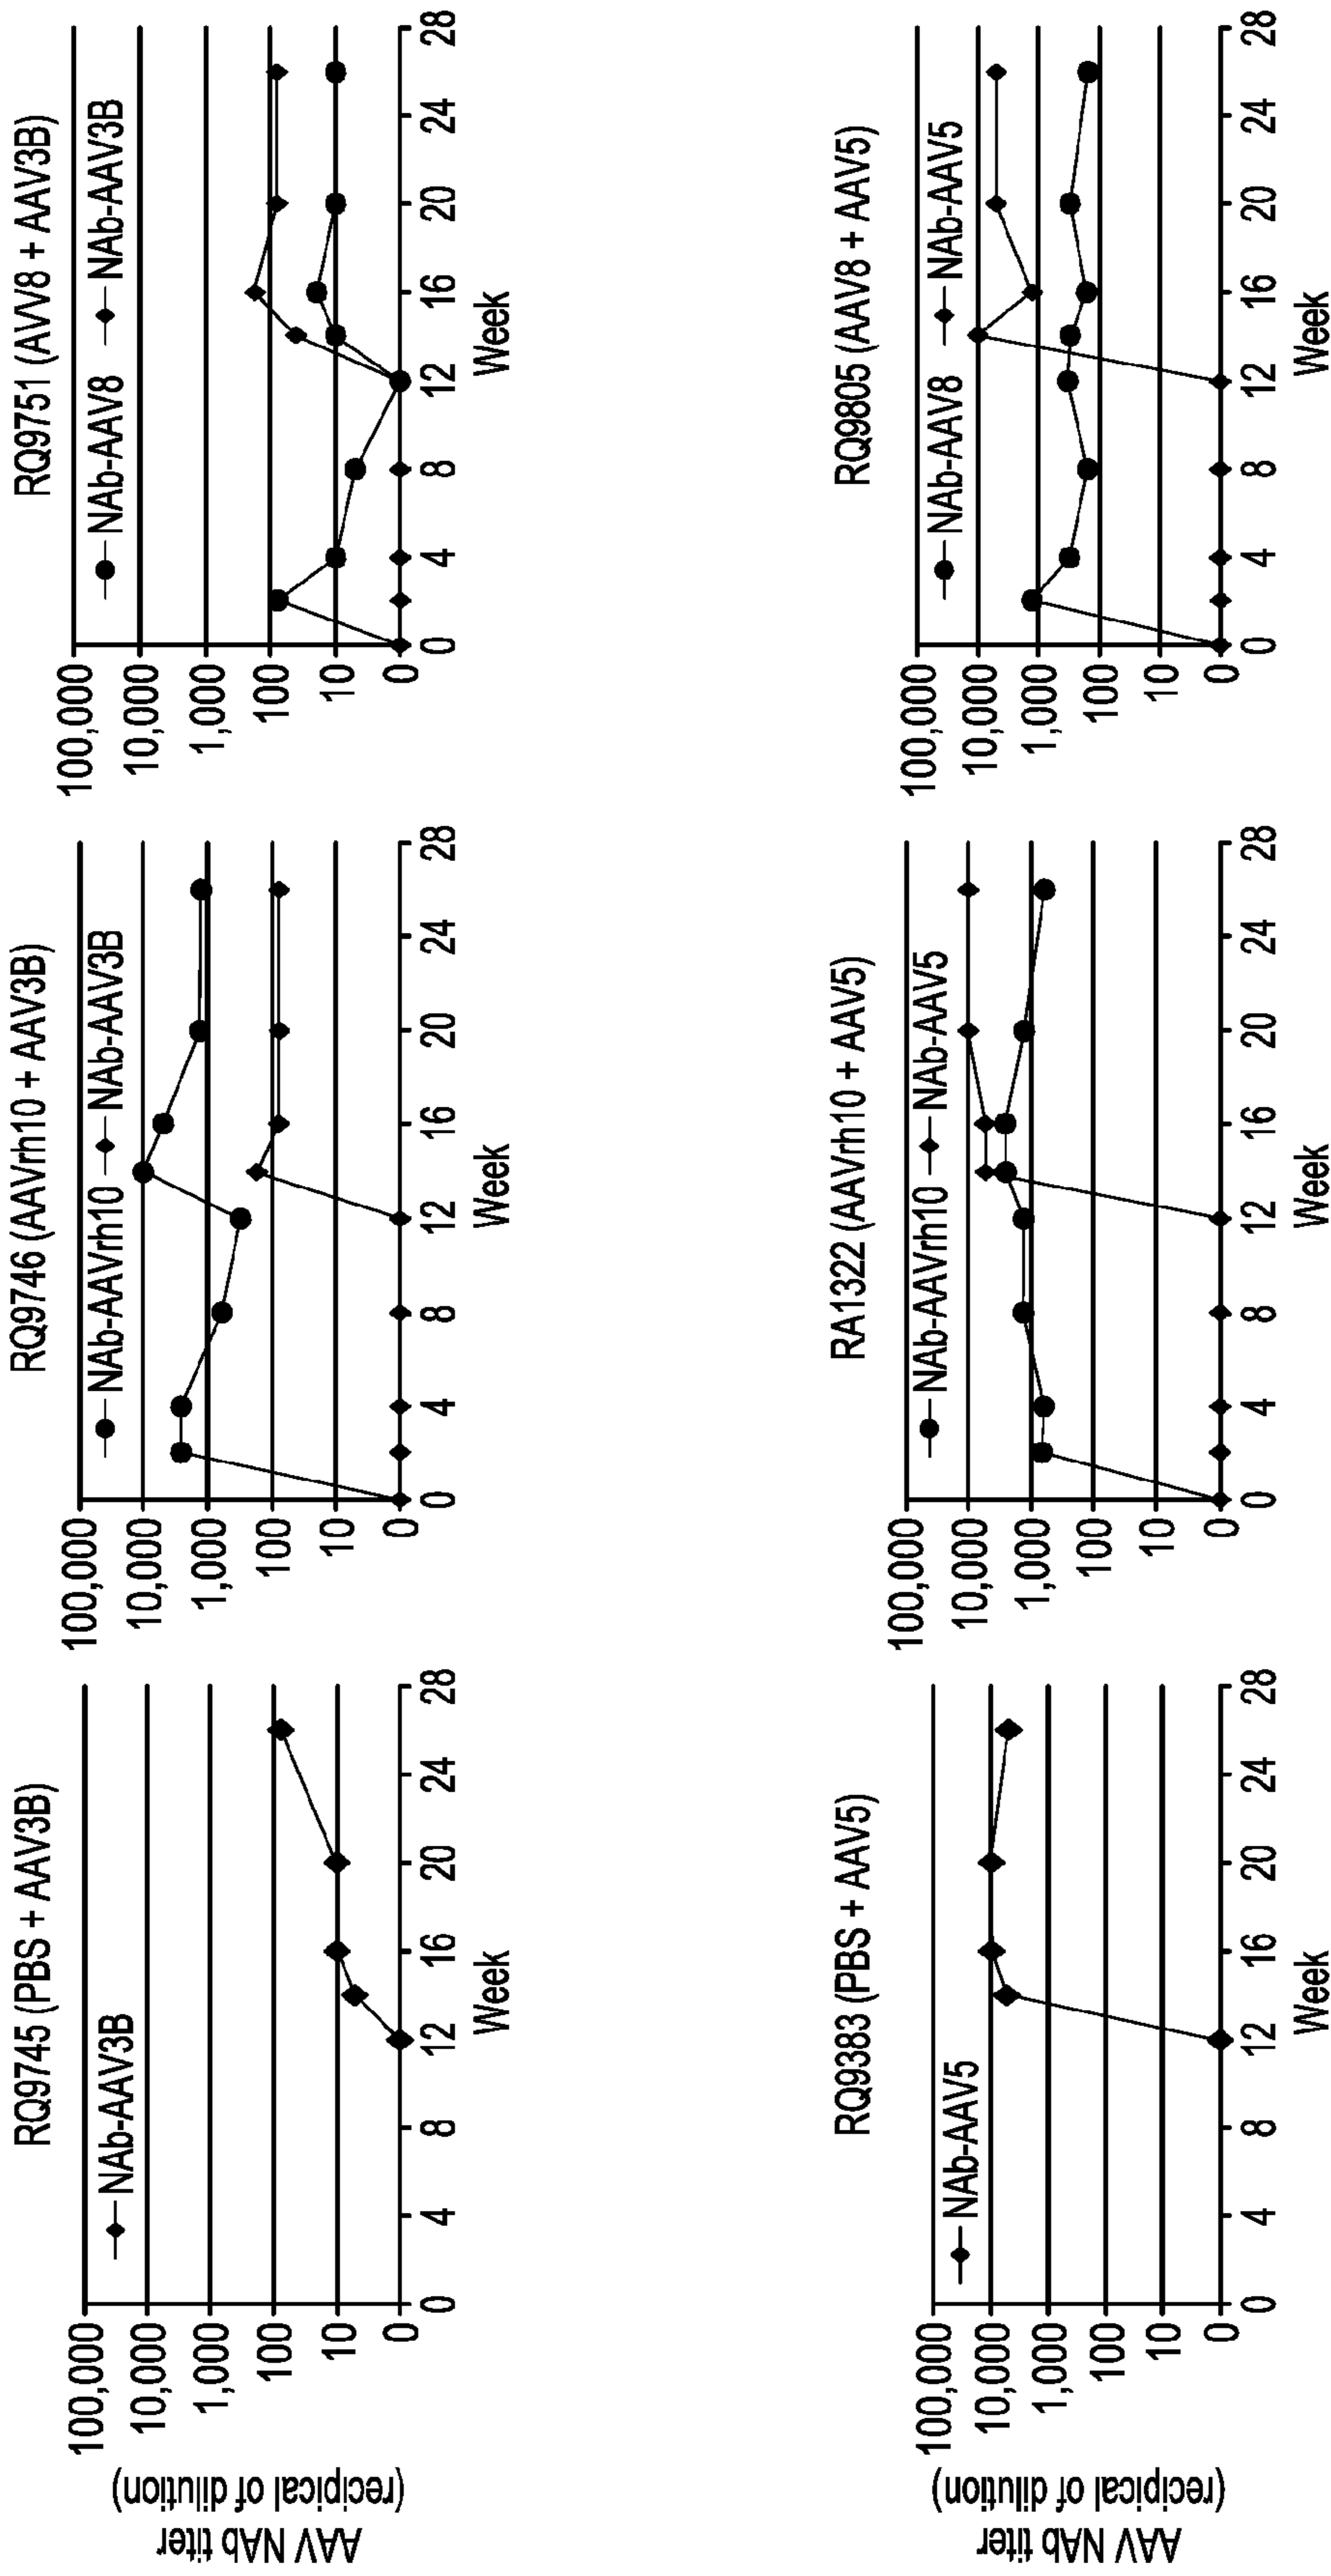 RQ9745 (PBS + AAV3B)
NAb-AAV3B
100,000
10,000
1,000
100
10
0
0 4 8 12 16 20 24 28
Week
AAV NAb titer
(recipical of dilution)
RQ9746 (AAVrh10 + AAV3B)
NAb-AAVrh10 NAb-AAV3B
100,000
10,000
1,000
100
10
0
0 4 8 12 16 20 24 28
Week
RQ9751 (AVV8 + AAV3B)
NAb-AAV8 NAb-AAV3B
100,000
10,000
1,000
100
10
0
0 4 8 12 16 20 24 28
Week
RQ9383 (PBS + AAV5)
NAb-AAV5
100,000
10,000
1,000
100
10
0
0 4 8 12 16 20 24 28
Week
AAV NAb titer
(recipical of dilution)
RA1322 (AAVrh10 + AAV5)
NAb-AAVrh10 NAb-AAV5
100,000
10,000
1,000
100
10
0
0 4 8 12 16 20 24 28
Week
RQ9805 (AAV8 + AAV5)
NAb-AAV8 NAb-AAV5
100,000
10,000
1,000
100
10
0
0 4 8 12 16 20 24 28
Week